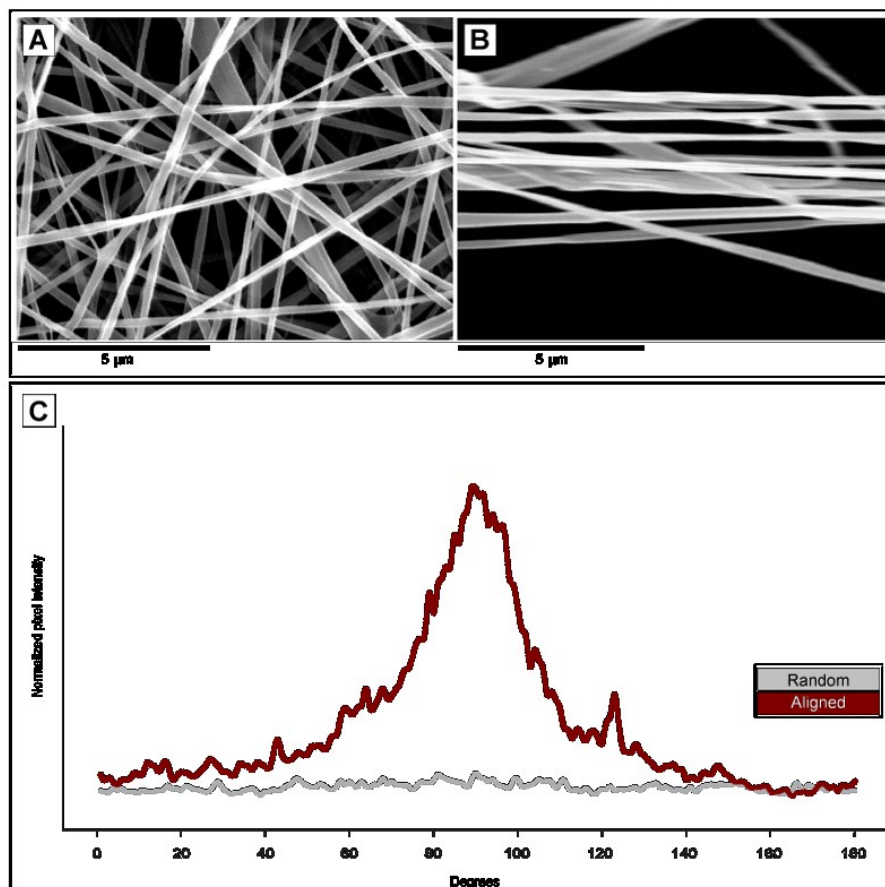 A
B
5 µm
5 µm
C
Normalized pixel intensity
Random
Aligned
0 20 40 60 80 100 120 140 160 180
Degrees